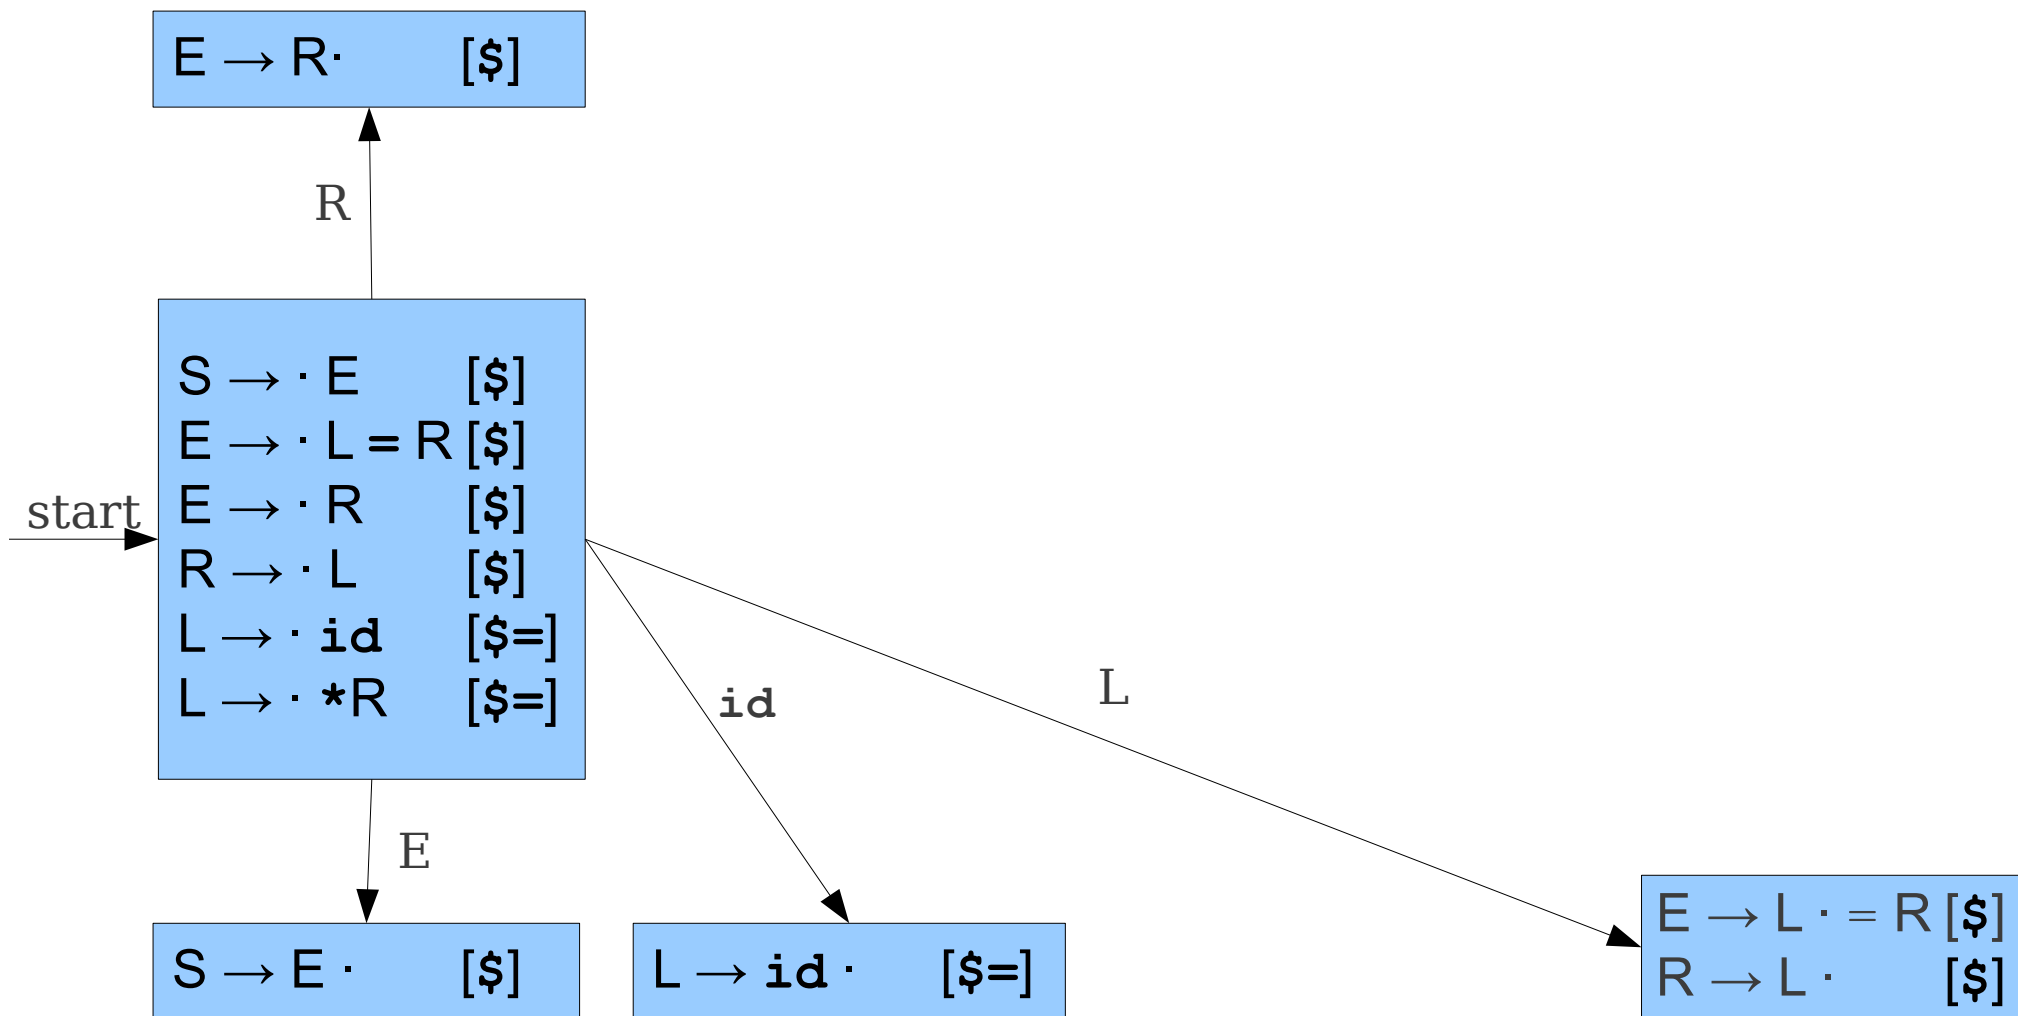 E → R· [$]
R
S → · E [$]
E → · L = R [$]
E → · R [$]
start
R → · L [$]
L → · id [$=]
L → · *R [$=]
id
L
E
S → E · [$]
L → id · [$=]
E → L · = R [$]
R → L · [$]